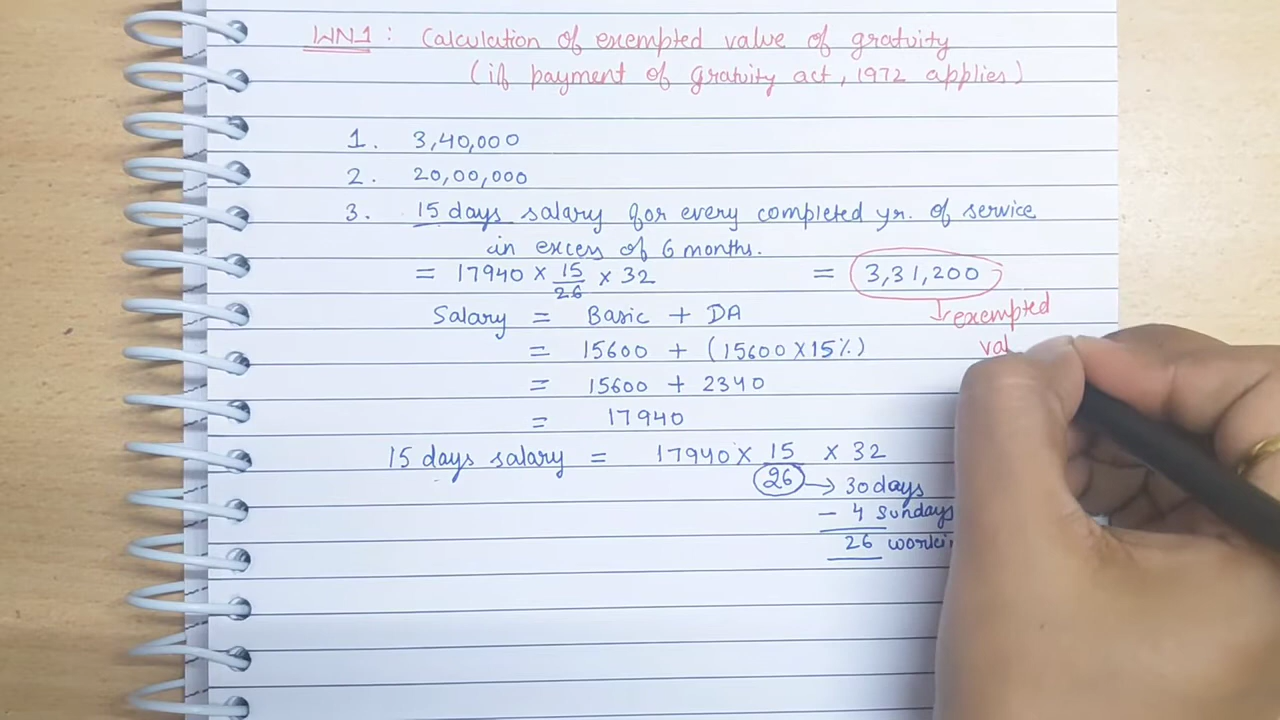 WN1 : Calculation of exempted value of gratuity
(if payment of gratuity act, 1972 applies)
1. 3,40,000
2. 20,00,000
3. 15 days salary for every completed yr. of service
in excess of 6 months.
= 17940 × 15/26 × 32 = 3,31,200
→ exempted
val
Salary = Basic + DA
= 15600 + (15600 × 15%)
= 15600 + 2340
= 17940
15 days salary = 17940 × 15/26 × 32
→ 30 days
- 4 Sundays
26 worki